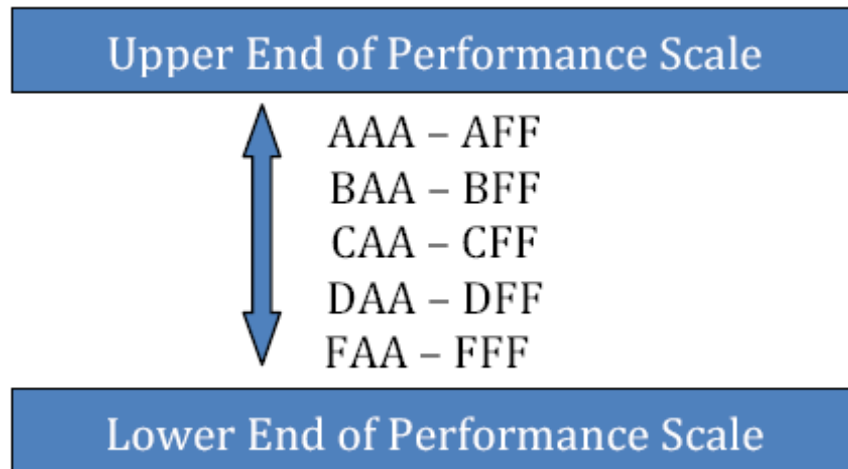 Upper End of Performance Scale
AAA – AFF
BAA – BFF
CAA – CFF
DAA – DFF
FAA – FFF
Lower End of Performance Scale